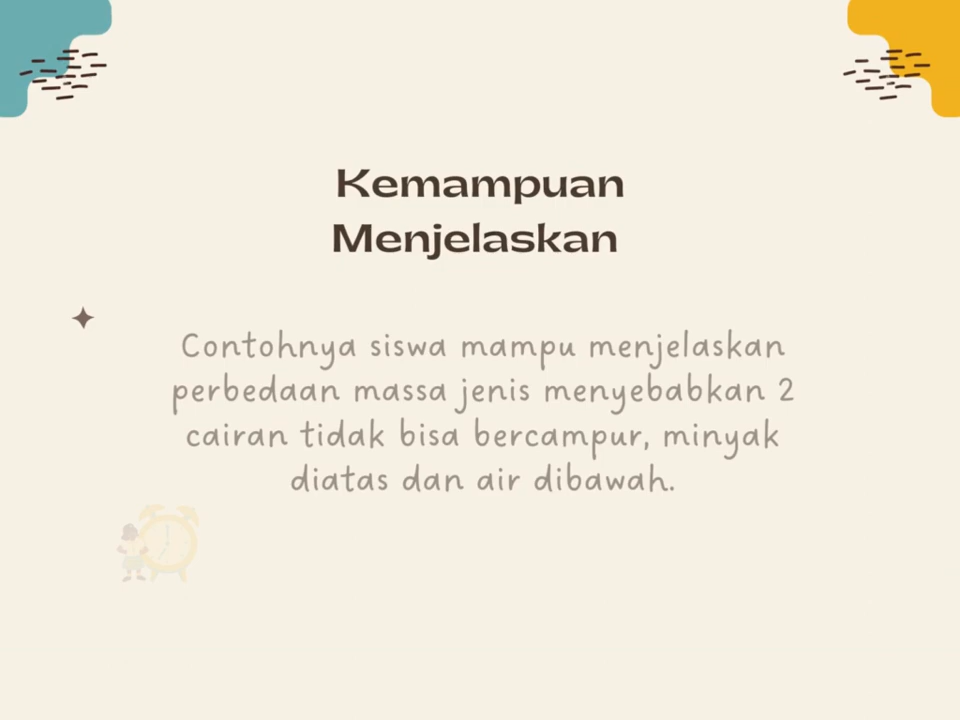 Kemampuan
Menjelaskan
Contohnya siswa mampu menjelaskan
perbedaan massa jenis menyebabkan 2
cairan tidak bisa bercampur, minyak
diatas dan air dibawah.